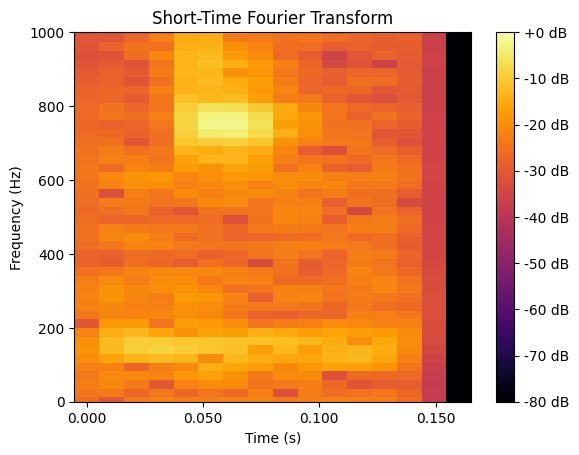 Short-Time Fourier Transform
1000
800
600
400
200
0
Frequency (Hz)
0.000
0.050
0.100
0.150
Time (s)
+0 dB
-10 dB
-20 dB
-30 dB
-40 dB
-50 dB
-60 dB
-70 dB
-80 dB